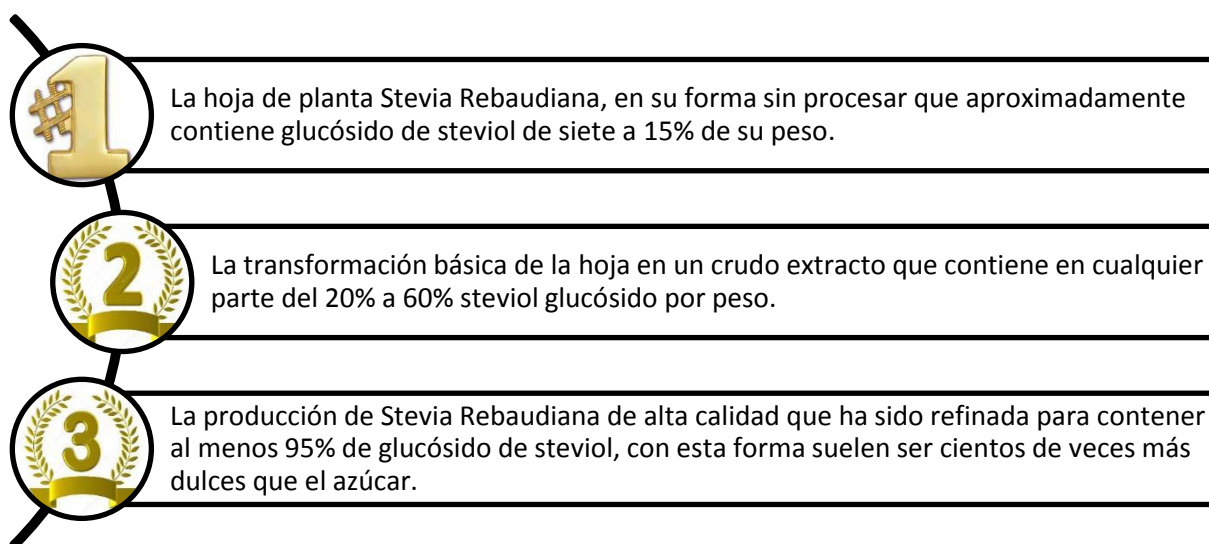 #1
La hoja de planta Stevia Rebaudiana, en su forma sin procesar que aproximadamente
contiene glucósido de steviol de siete a 15% de su peso.
2
La transformación básica de la hoja en un crudo extracto que contiene en cualquier
parte del 20% a 60% steviol glucósido por peso.
3
La producción de Stevia Rebaudiana de alta calidad que ha sido refinada para contener
al menos 95% de glucósido de steviol, con esta forma suelen ser cientos de veces más
dulces que el azúcar.